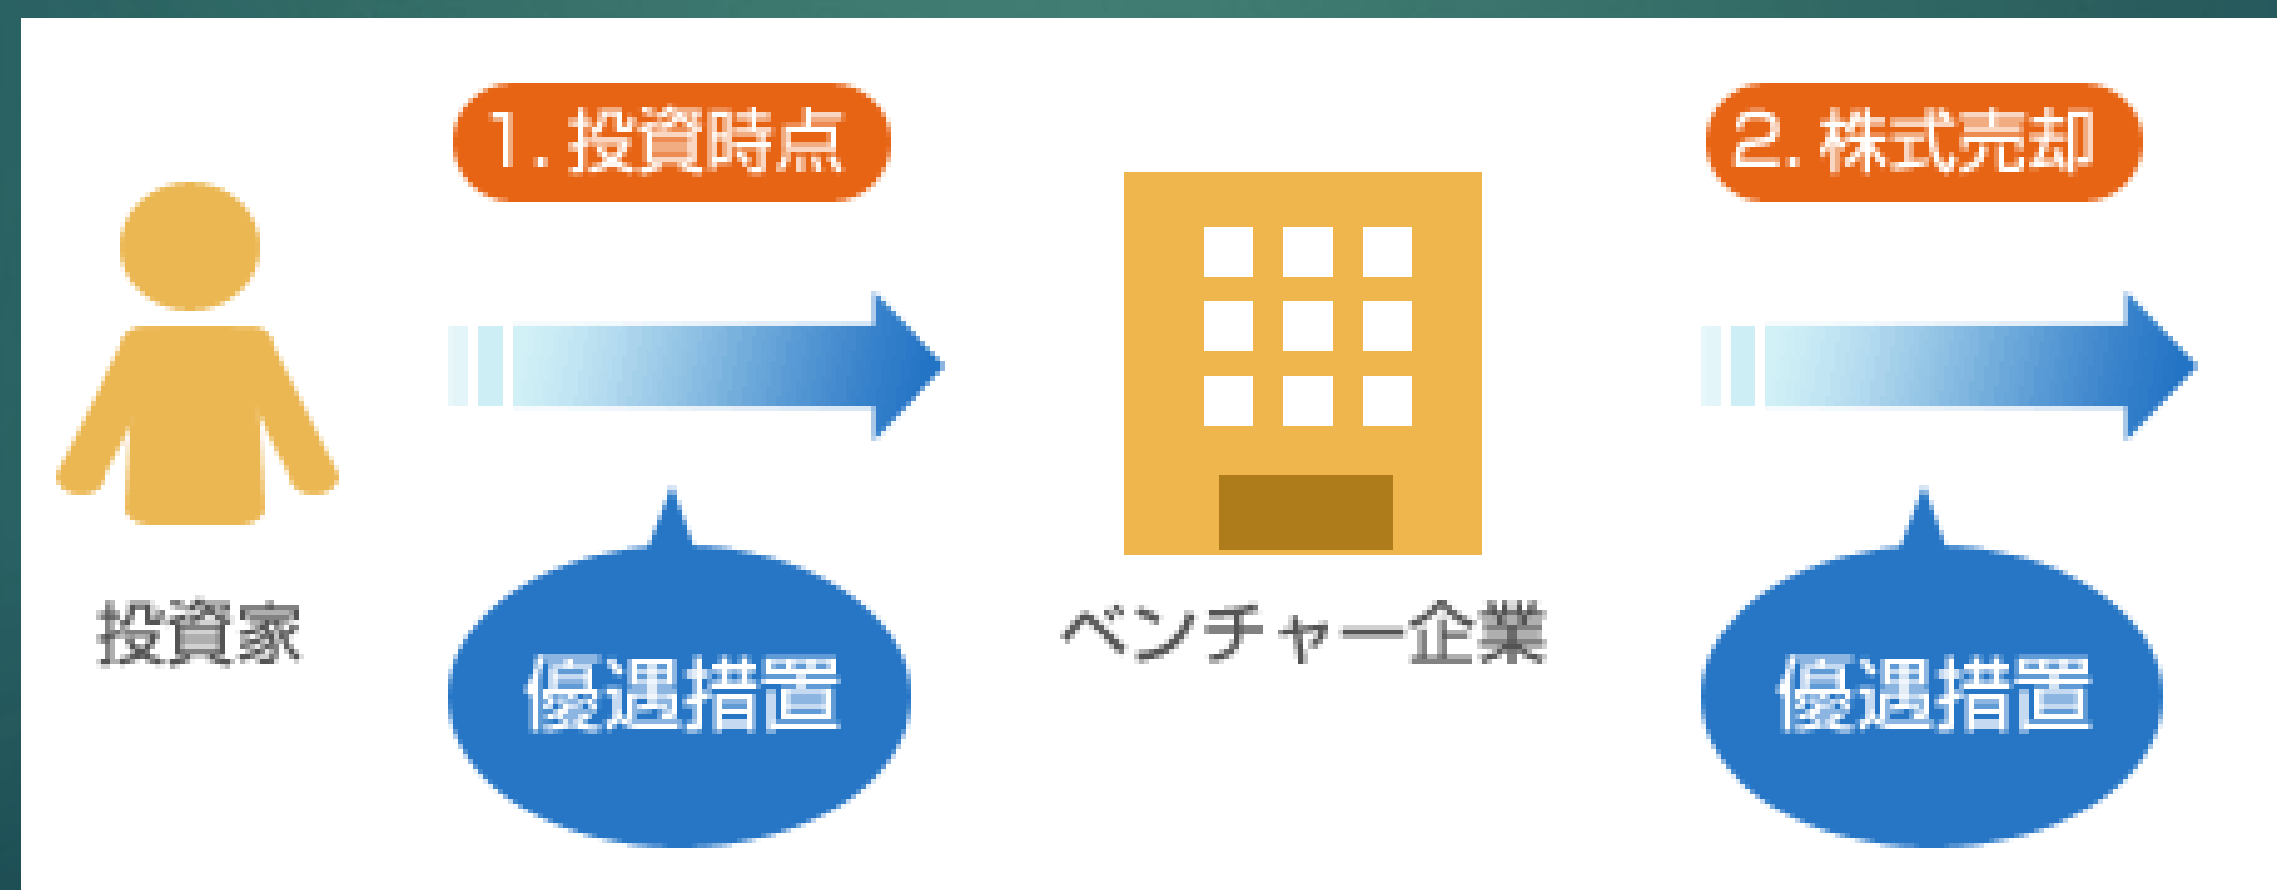 1. 投資時点
2. 株式売却
投資家
ベンチャー企業
優遇措置
優遇措置